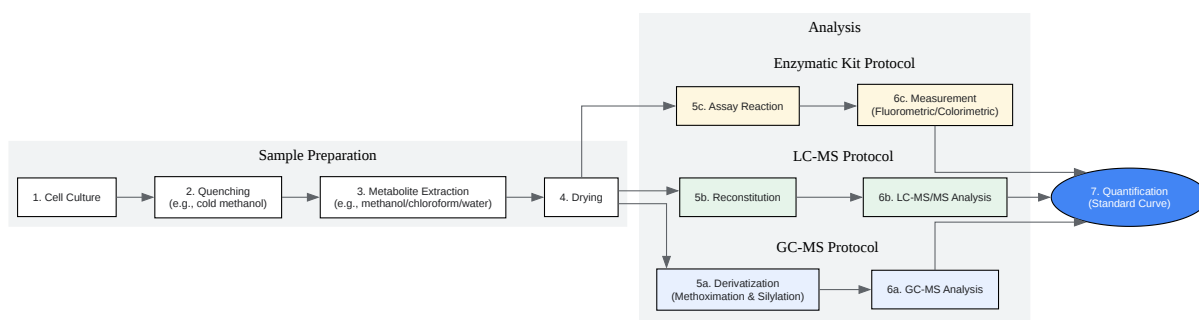 Analysis
Enzymatic Kit Protocol
5c. Assay Reaction
6c. Measurement
(Fluorometric/Colorimetric)
Sample Preparation
1. Cell Culture
2. Quenching
(e.g., cold methanol)
3. Metabolite Extraction
(e.g., methanol/chloroform/water)
4. Drying
LC-MS Protocol
5b. Reconstitution
6b. LC-MS/MS Analysis
7. Quantification
(Standard Curve)
GC-MS Protocol
5a. Derivatization
(Methoximation & Silylation)
6a. GC-MS Analysis